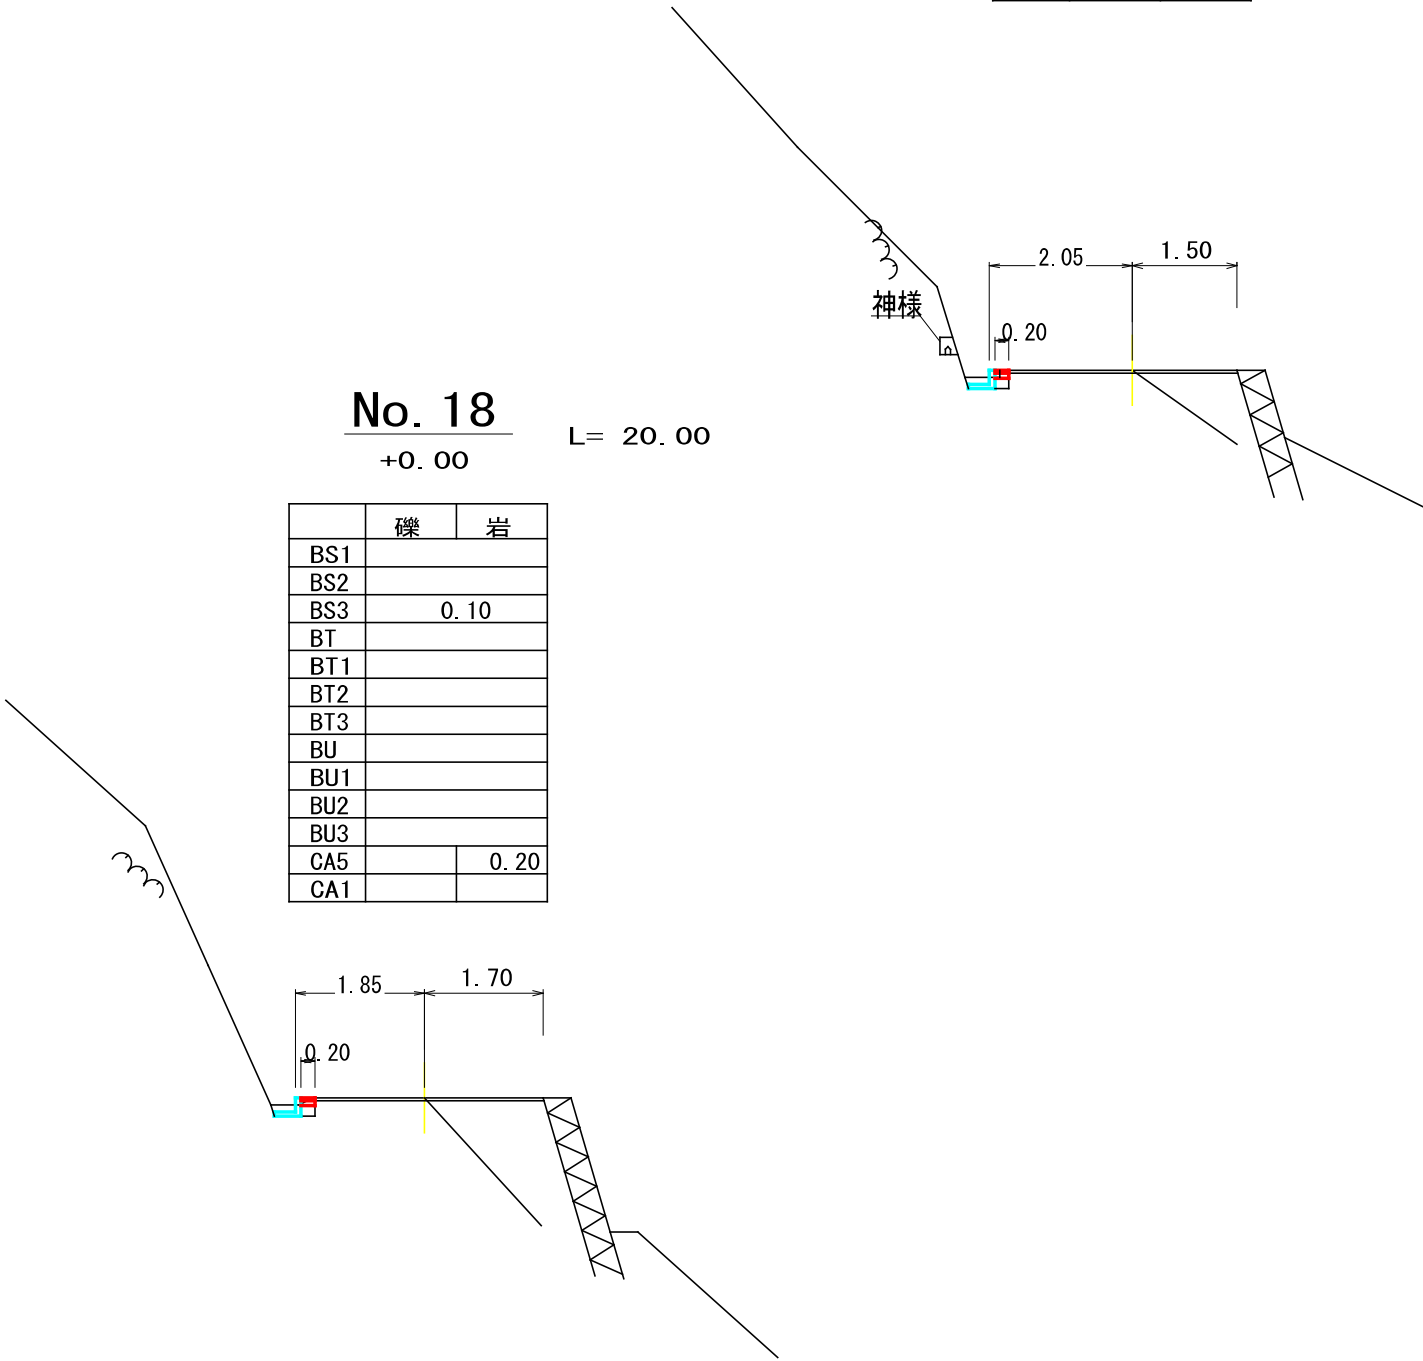 2.05
1.50
神様
0.20
No. 18
+0.00
L= 20.00
礫 岩
BS1
BS2
BS3 0.10
BT
BT1
BT2
BT3
BU
BU1
BU2
BU3
CA5 0.20
CA1
1.85
1.70
0.20